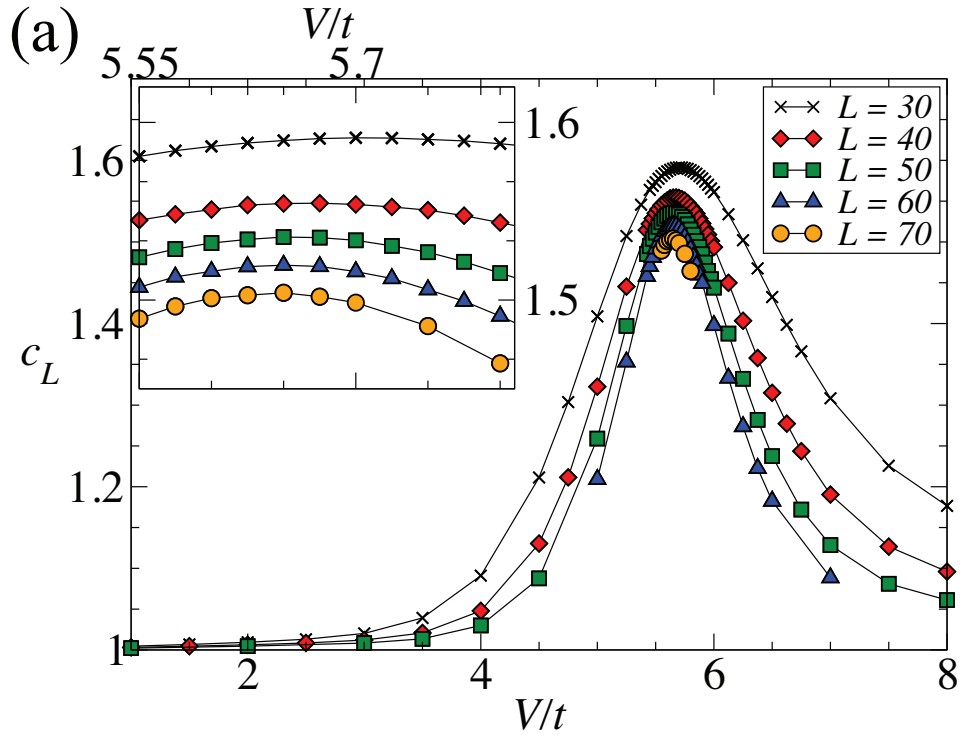 (a)
V/t
5.55
5.7
1.6
1.5
L = 30
L = 40
L = 50
L = 60
L = 70
1.6
1.4
c_L
1.2
1
2
4
6
8
V/t